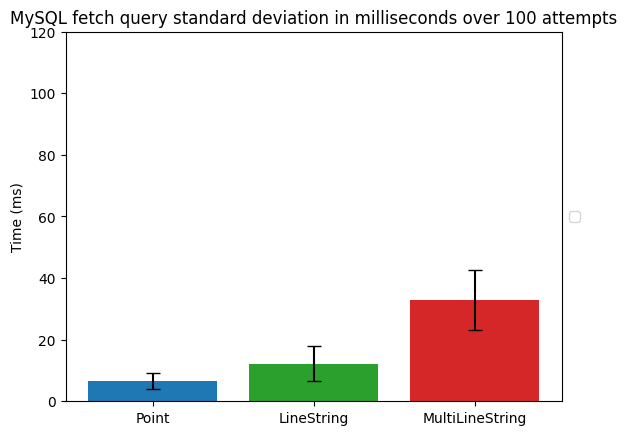 MySQL fetch query standard deviation in milliseconds over 100 attempts
120
100
80
60
40
20
0
Time (ms)
Point LineString MultiLineString